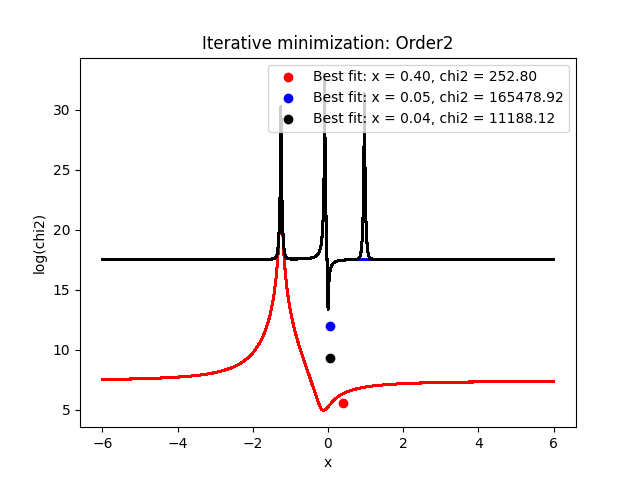 Iterative minimization: Order2
Best fit: x = 0.40, chi2 = 252.80
Best fit: x = 0.05, chi2 = 165478.92
Best fit: x = 0.04, chi2 = 11188.12
log(chi2)
30
25
20
15
10
5
−6 −4 −2 0 2 4 6
x